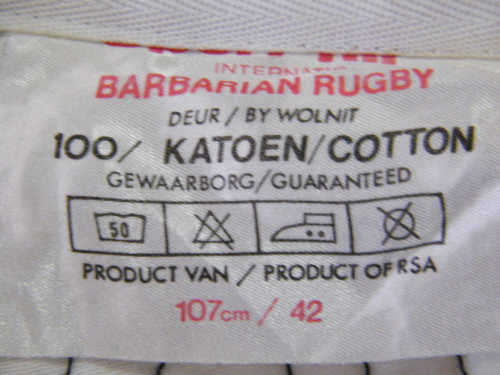 BARBARIAN RUGBY
DEUR / BY WOLNIT
100/ KATOEN/COTTON
GEWAARBORG/GUARANTEED
50
PRODUCT VAN / PRODUCT OF RSA
107cm / 42